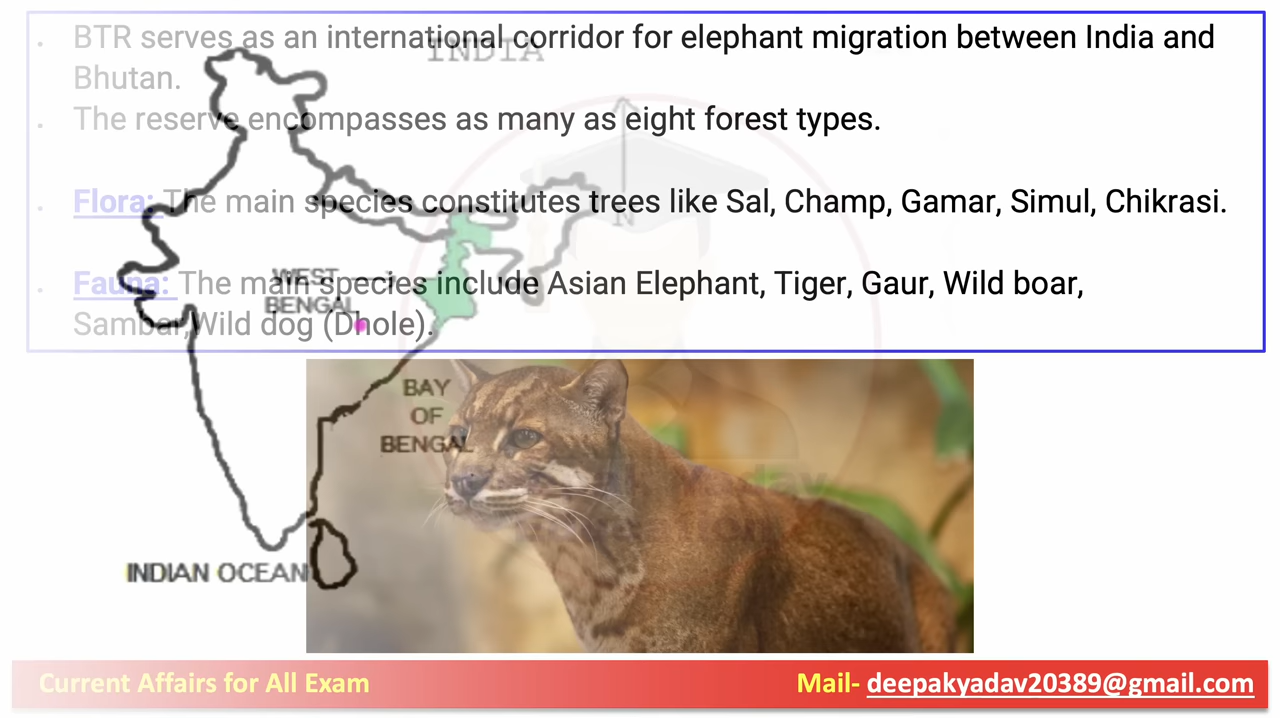 BTR serves as an international corridor for elephant migration between India and
Bhutan.
INDIA
The reserve encompasses as many as eight forest types.
Flora: The main species constitutes trees like Sal, Champ, Gamar, Simul, Chikrasi.
N
Fauna: The main species include Asian Elephant, Tiger, Gaur, Wild boar,
Sambar,Wild dog (Dhole).
WEST
BENGAL
BAY
OF
BENGAL
INDIAN OCEAN
Current Affairs for All Exam
Mail- deepakyadav20389@gmail.com